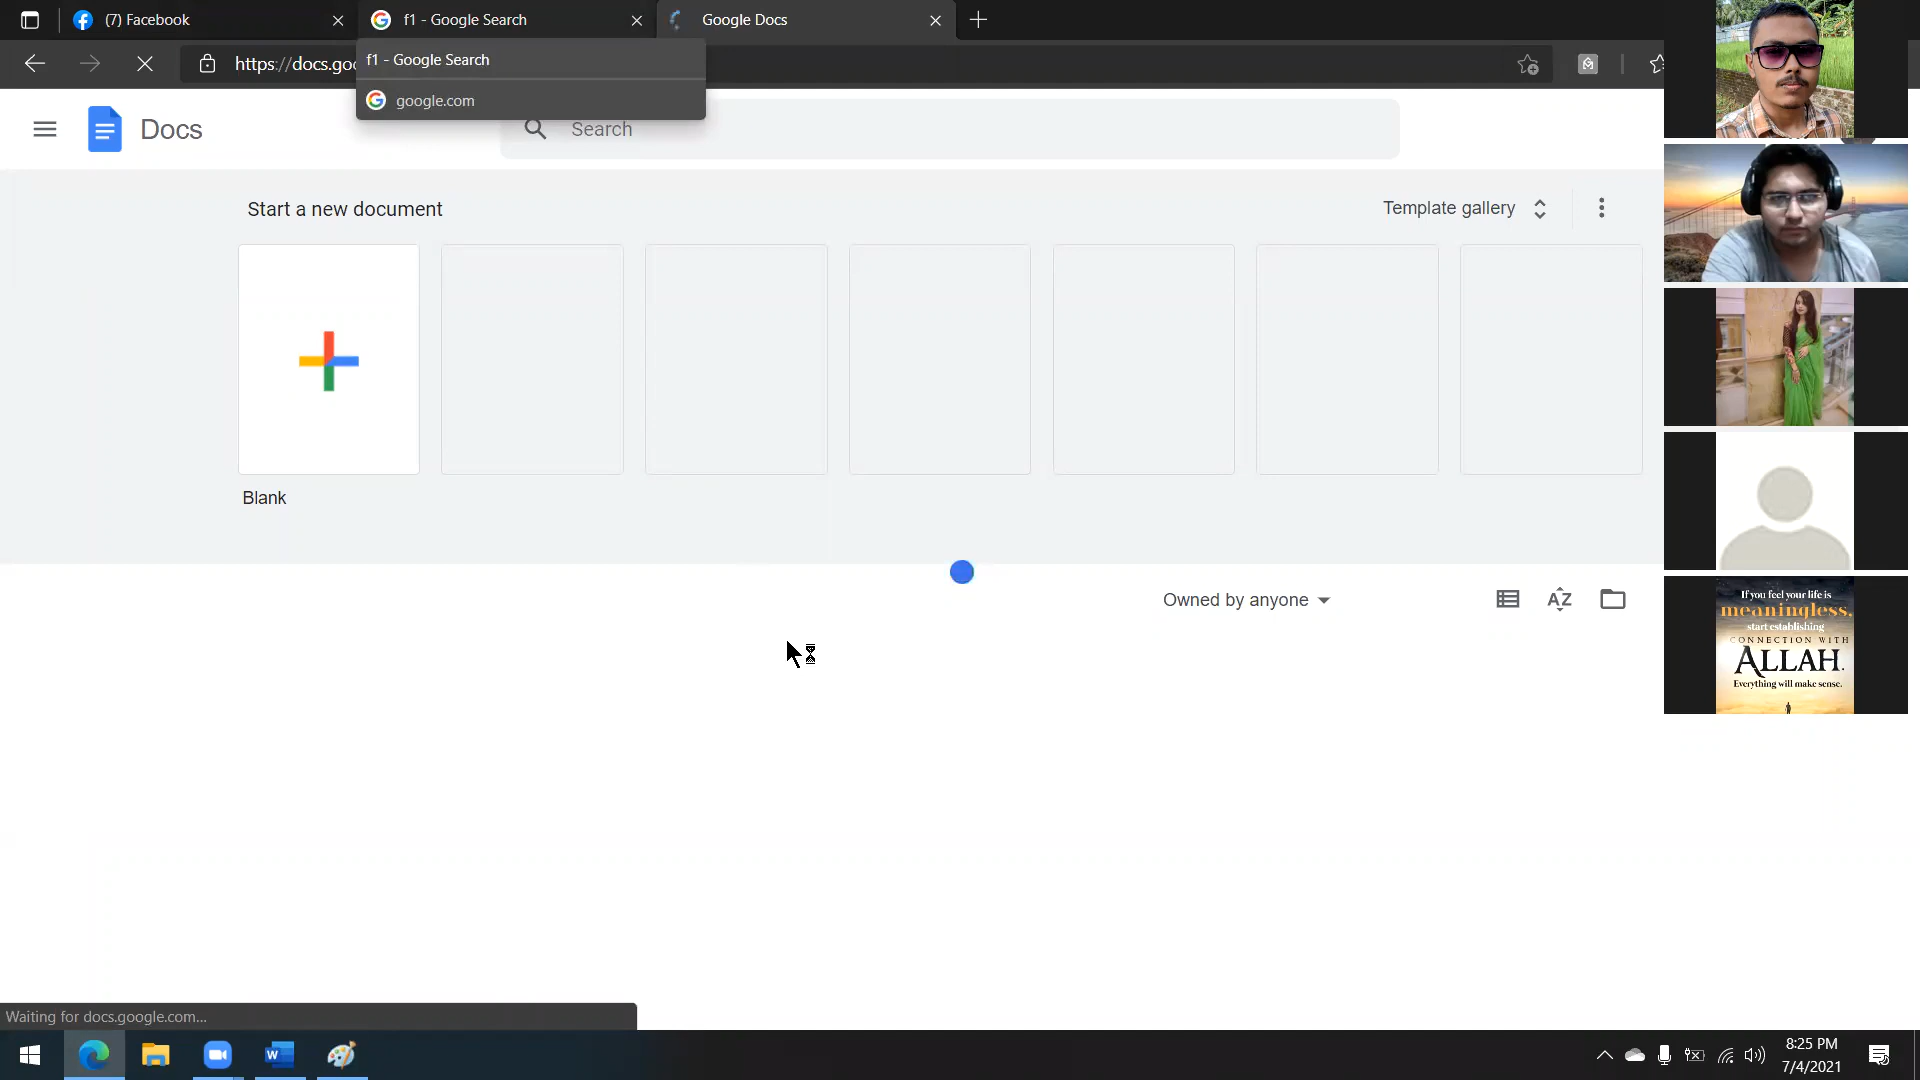 (7) Facebook
f1 - Google Search
Google Docs
https://docs.goo
f1 - Google Search
google.com
Docs
Search
Start a new document
Template gallery
Blank
Owned by anyone
AZ
If you feel your life is
meaningless,
start establishing
CONNECTION WITH
ALLAH.
Everything will make sense.
Waiting for docs.google.com...
W
8:25 PM
7/4/2021